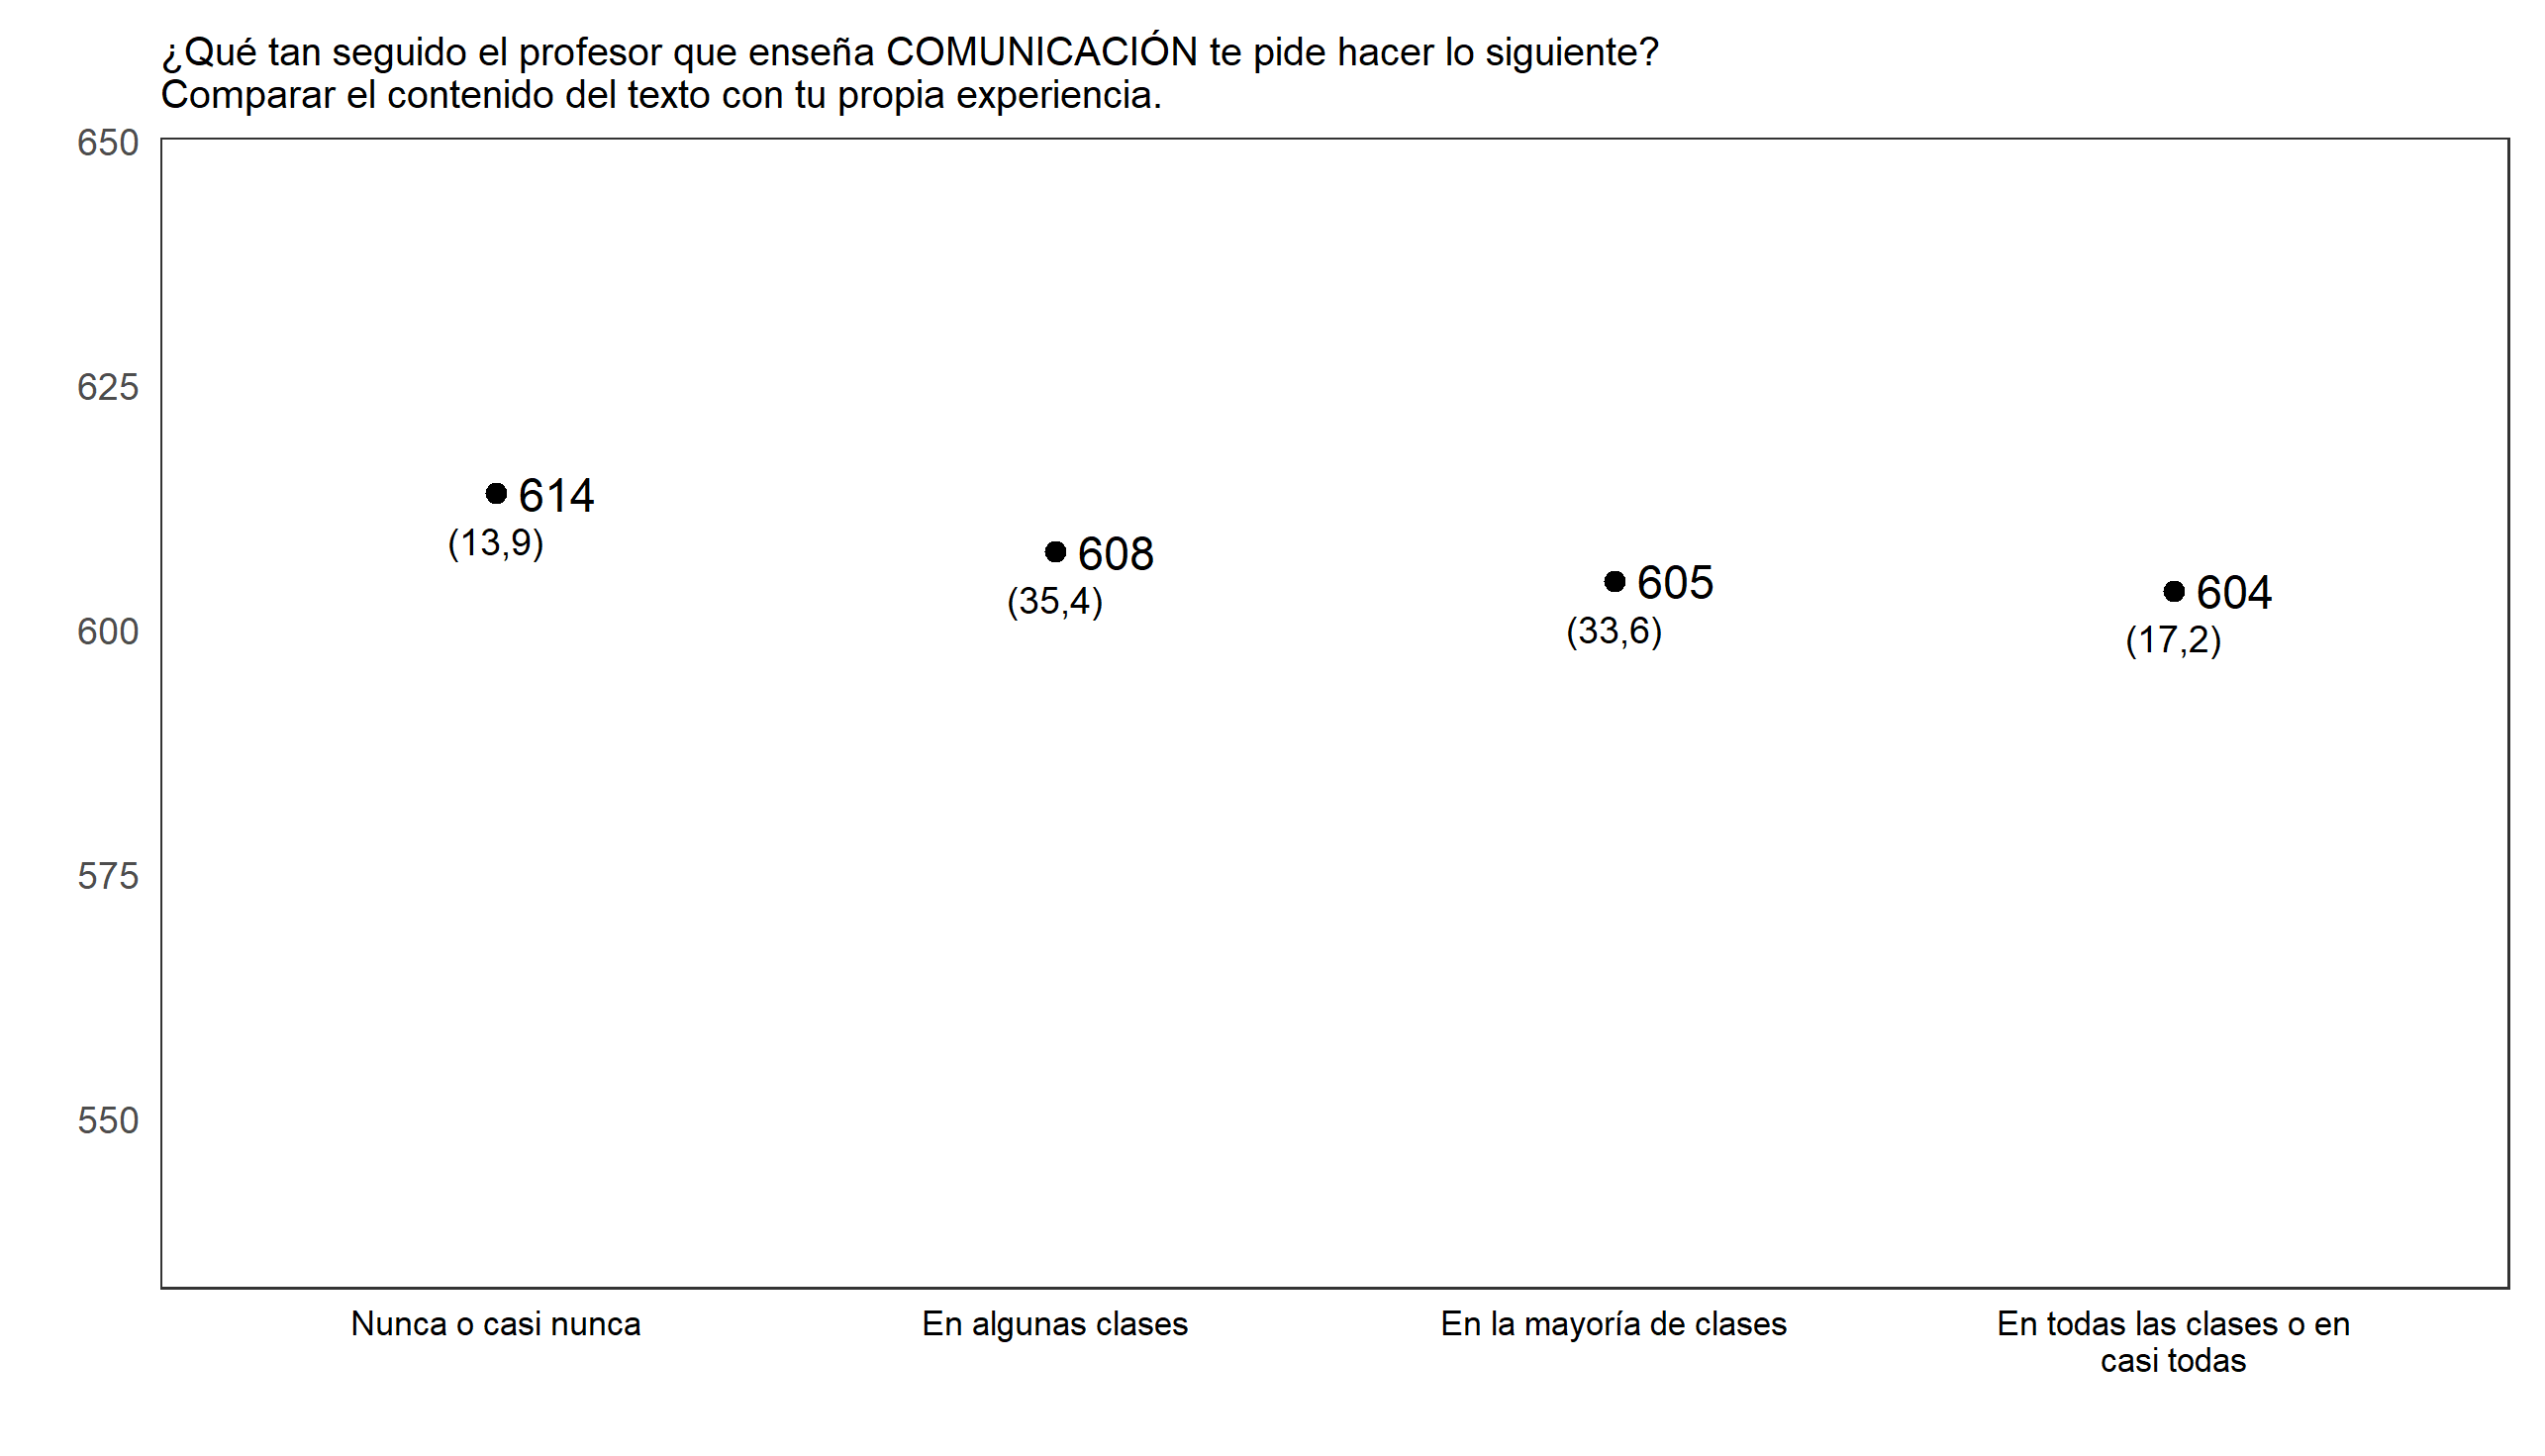 ¿Qué tan seguido el profesor que enseña COMUNICACIÓN te pide hacer lo siguiente?
Comparar el contenido del texto con tu propia experiencia.
650
625
600
575
550
614
(13,9)
608
(35,4)
605
(33,6)
604
(17,2)
Nunca o casi nunca
En algunas clases
En la mayoría de clases
En todas las clases o en
casi todas